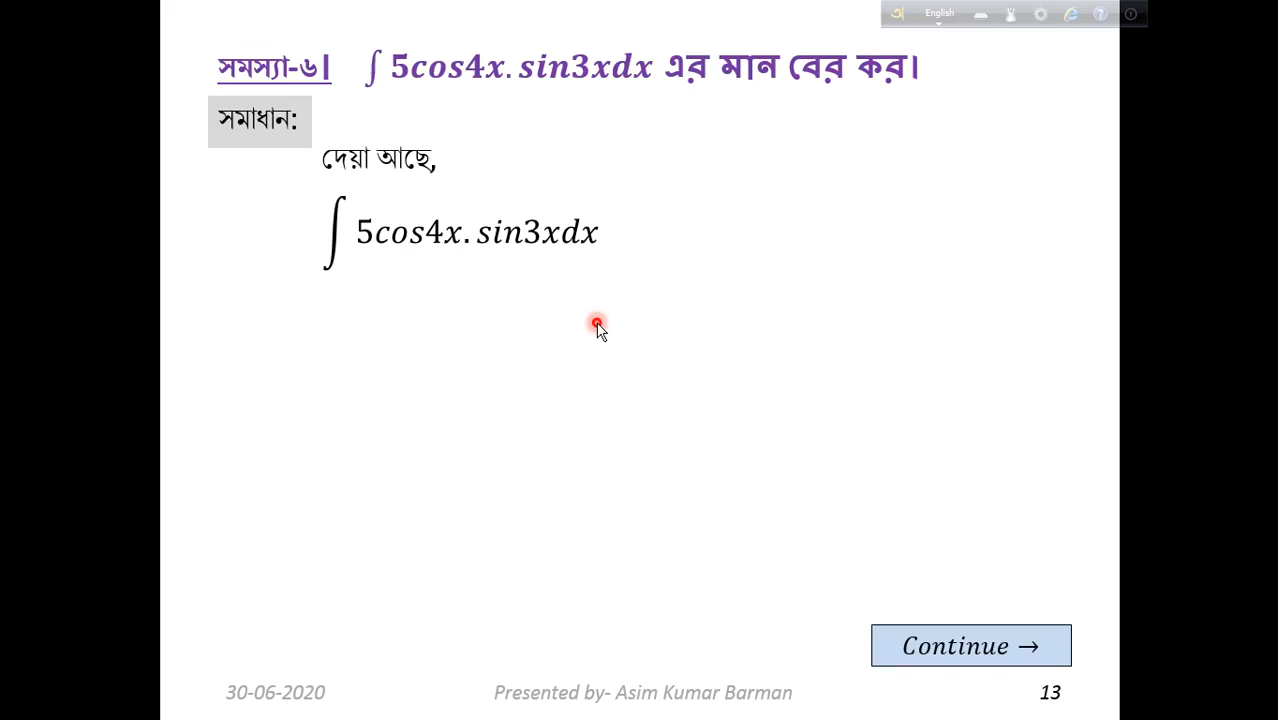 English
সমস্যা-৬| ∫ 5cos4x. sin3xdx এর মান বের কর।
সমাধান:
দেয়া আছে,
∫ 5cos4x. sin3xdx
Continue →
30-06-2020 Presented by- Asim Kumar Barman 13